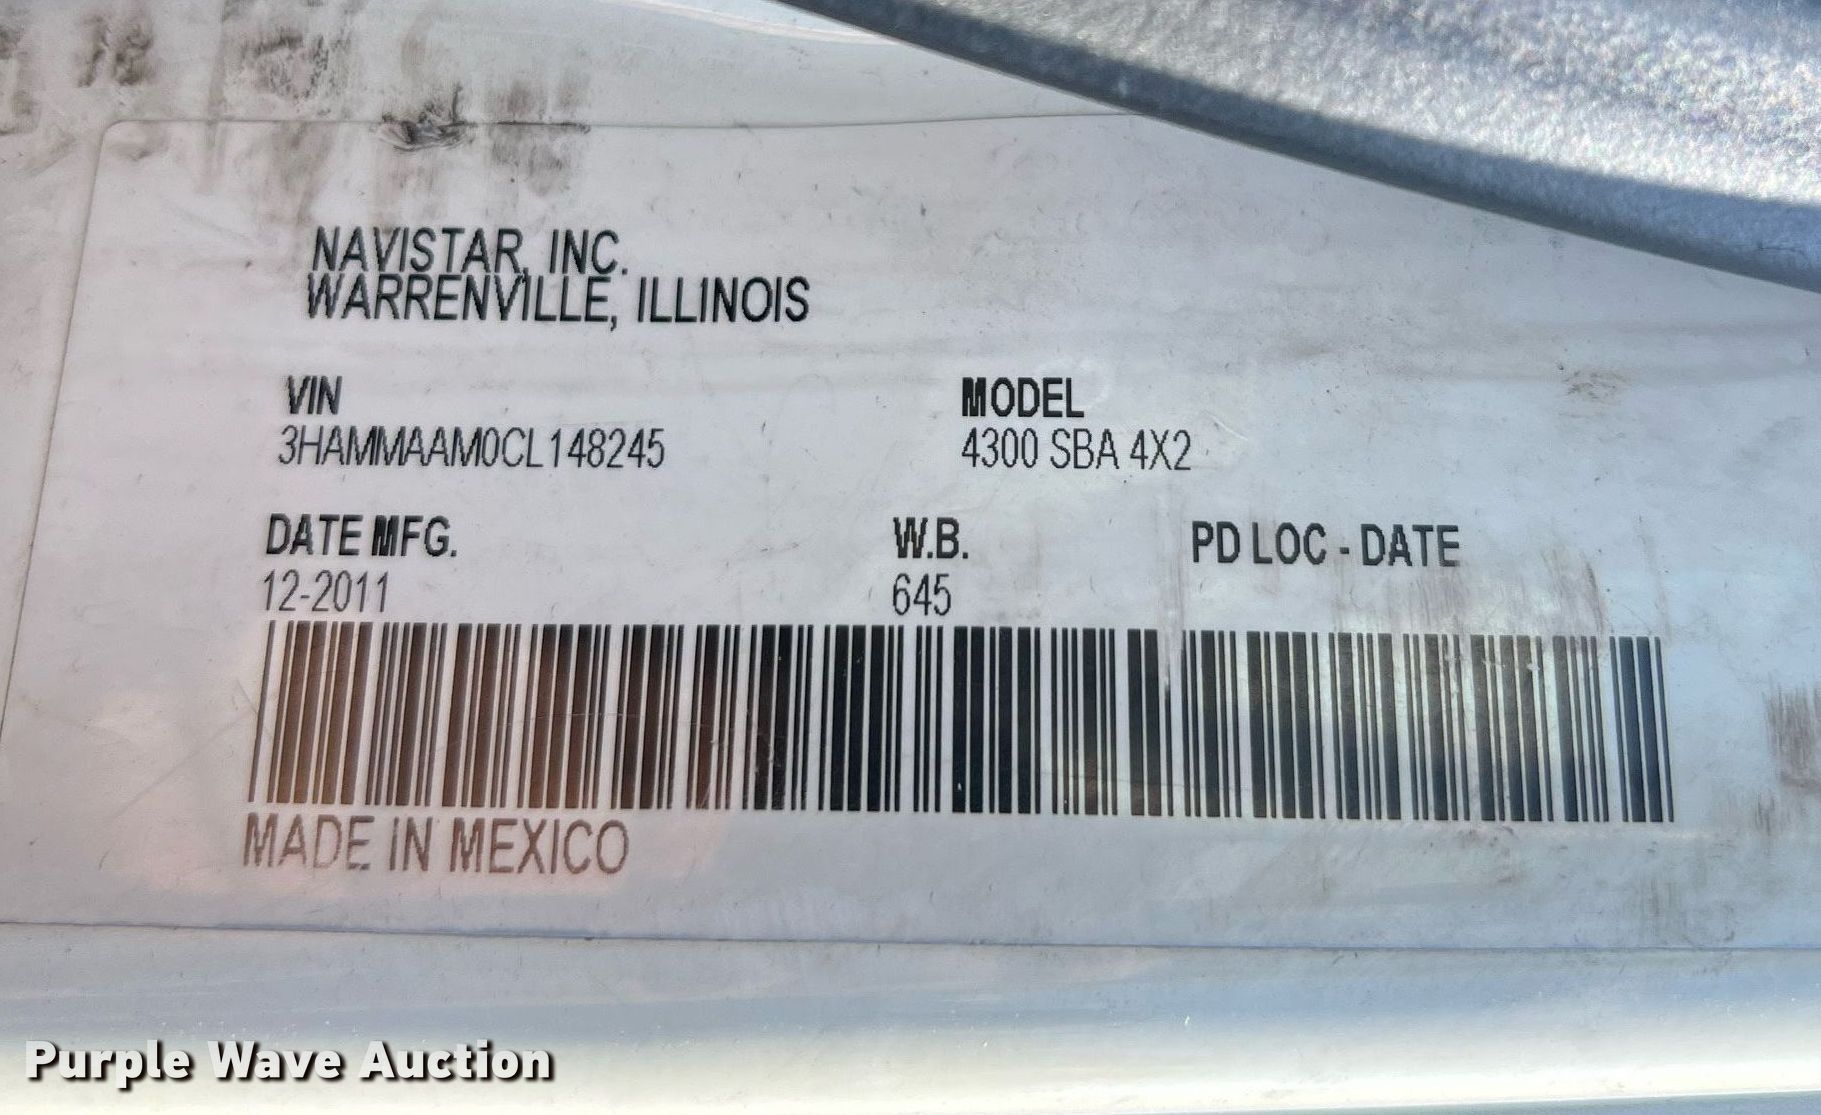 NAVISTAR, INC.
WARRENVILLE, ILLINOIS
VIN MODEL
3HAMMAAM0CL148245 4300 SBA 4X2
DATE MFG. W.B. PD LOC - DATE
12-2011 645
MADE IN MEXICO
Purple Wave Auction